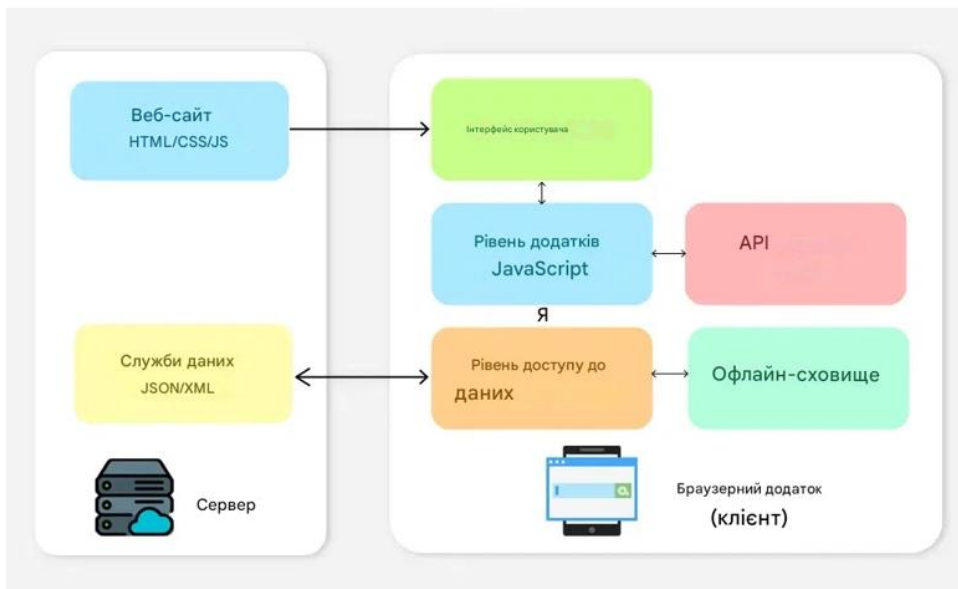 Веб-сайт
HTML/CSS/JS
Інтерфейс користувача
Рівень додатків
JavaScript
API
Я
Служби даних
JSON/XML
Рівень доступу до
даних
Офлайн-сховище
Сервер
Браузерний додаток
(клієнт)